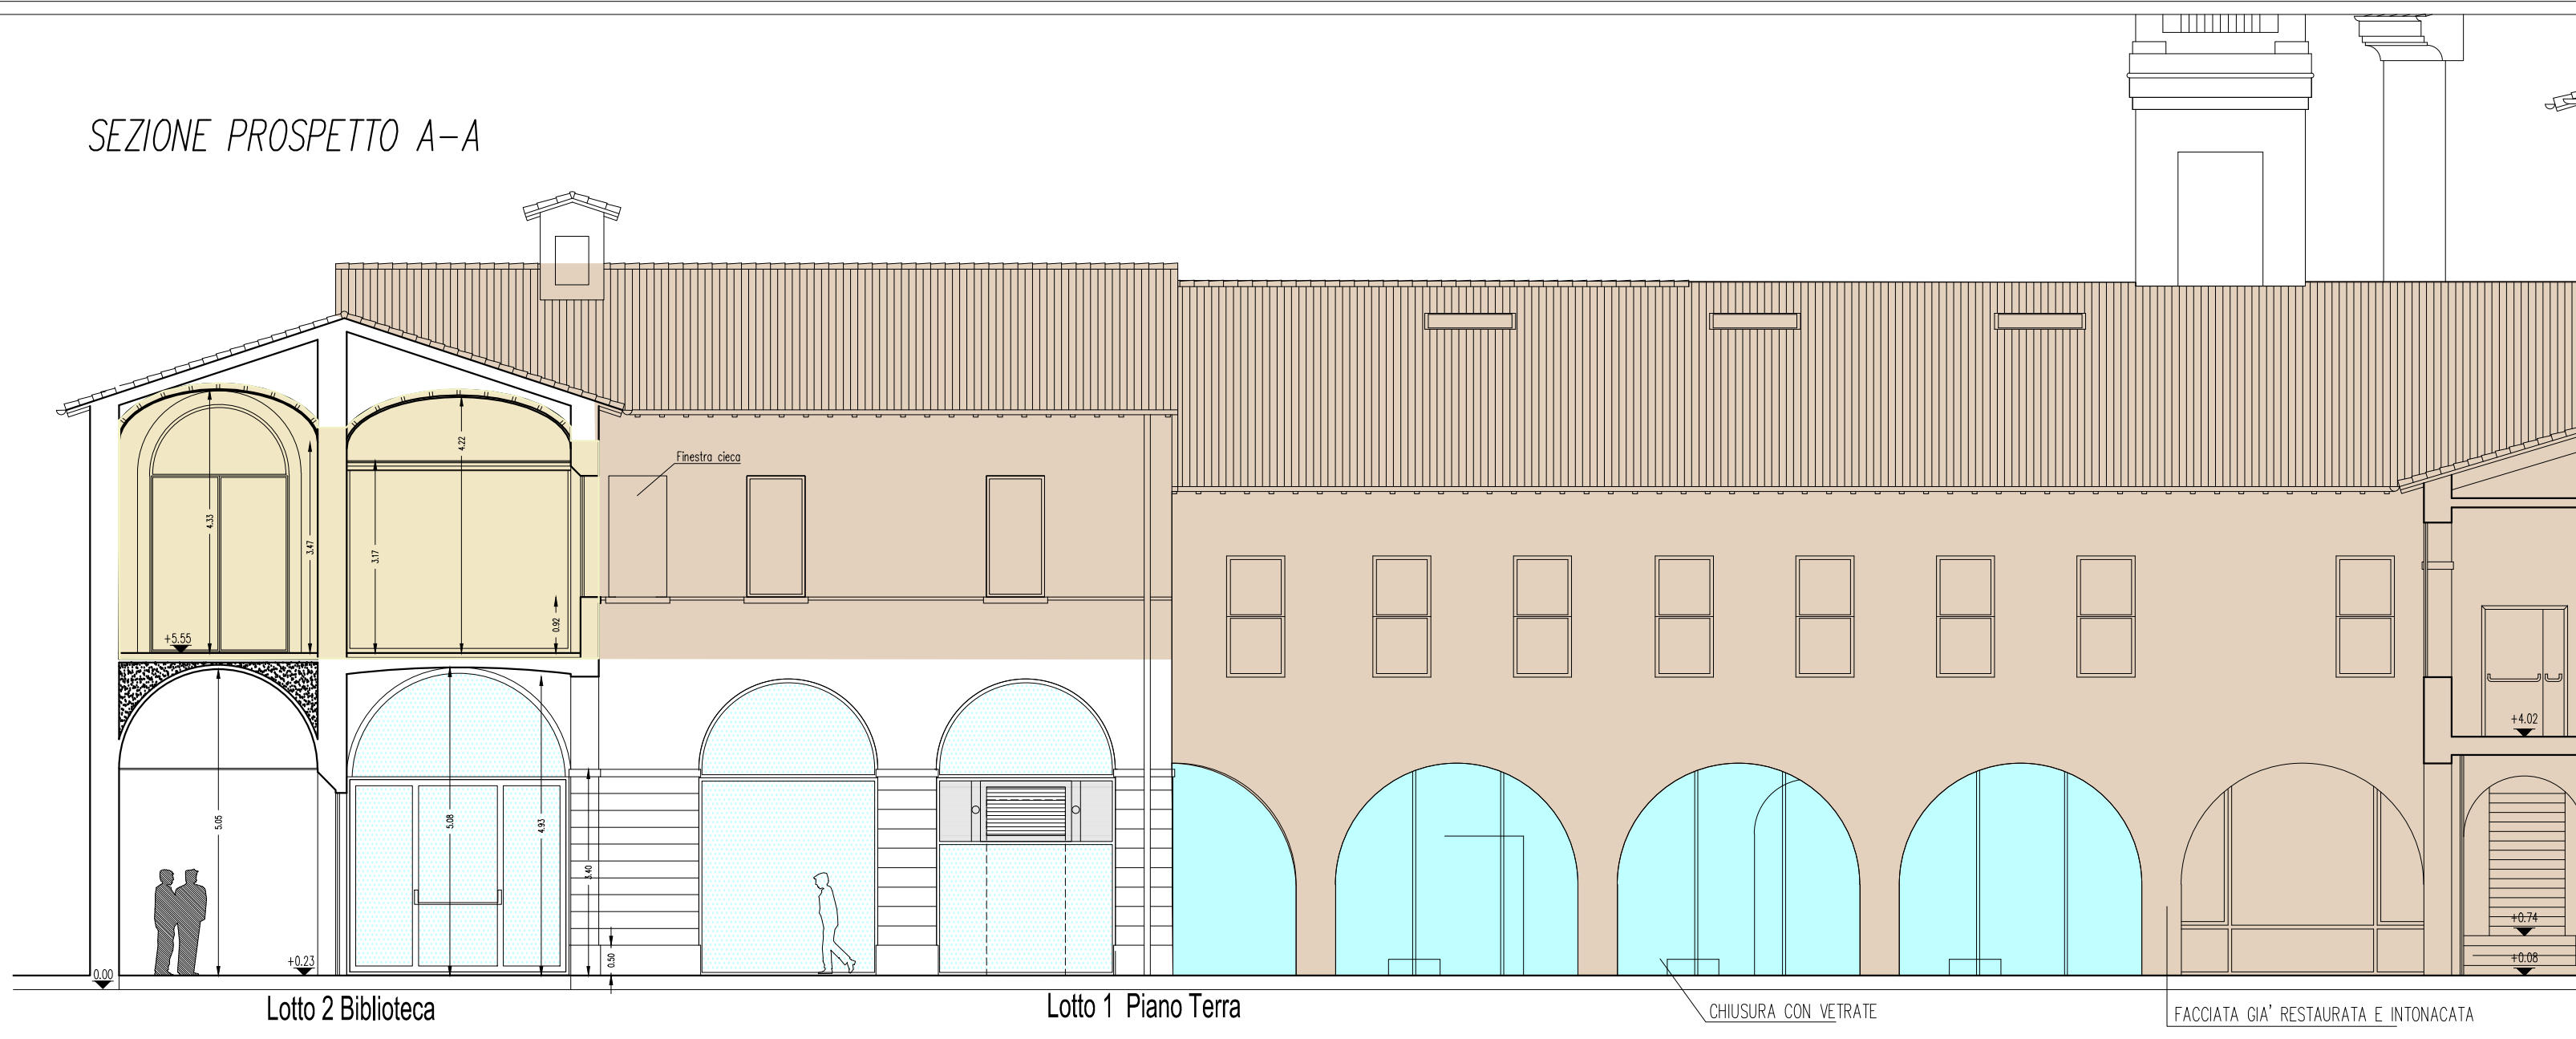 SEZIONE PROSPETTO A-A
Finestra cieca
4.22
4.33
3.47
3.17
0.92
+5.55
+4.02
5.05
5.08
4.93
3.40
0.50
+0.74
+0.08
0.00
+0.23
Lotto 2 Biblioteca
Lotto 1 Piano Terra
CHIUSURA CON VETRATE
FACCIATA GIA' RESTAURATA E INTONACATA